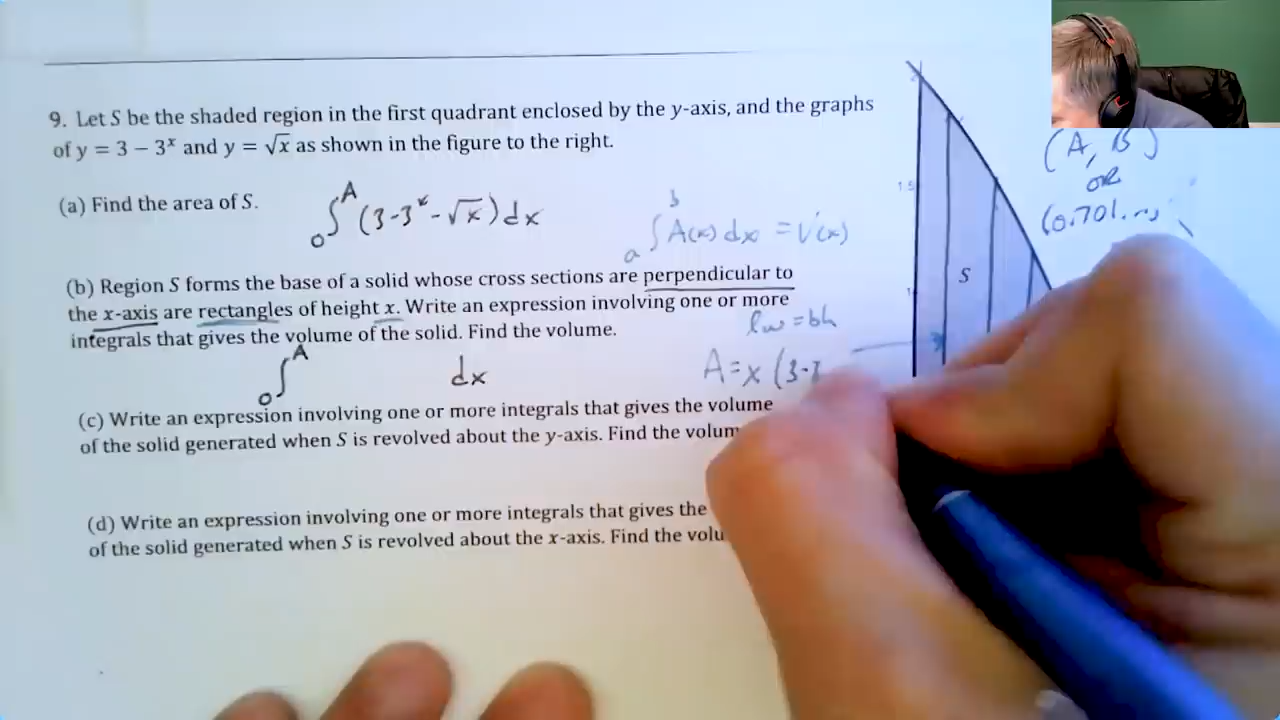 9. Let S be the shaded region in the first quadrant enclosed by the y-axis, and the graphs
of y = 3 − 3ˣ and y = √x as shown in the figure to the right.
(A, B)
OR
1.5
(a) Find the area of S.
∫₀ᴬ (3-3ˣ-√x) dx
(0.701...,
b
∫ A(x) dx = V(x)
a
S
1
(b) Region S forms the base of a solid whose cross sections are perpendicular to
the x-axis are rectangles of height x. Write an expression involving one or more
integrals that gives the volume of the solid. Find the volume.
lw = bh
A = x (3-3
∫₀ᴬ dx
(c) Write an expression involving one or more integrals that gives the volume
of the solid generated when S is revolved about the y-axis. Find the volum
(d) Write an expression involving one or more integrals that gives the
of the solid generated when S is revolved about the x-axis. Find the volu